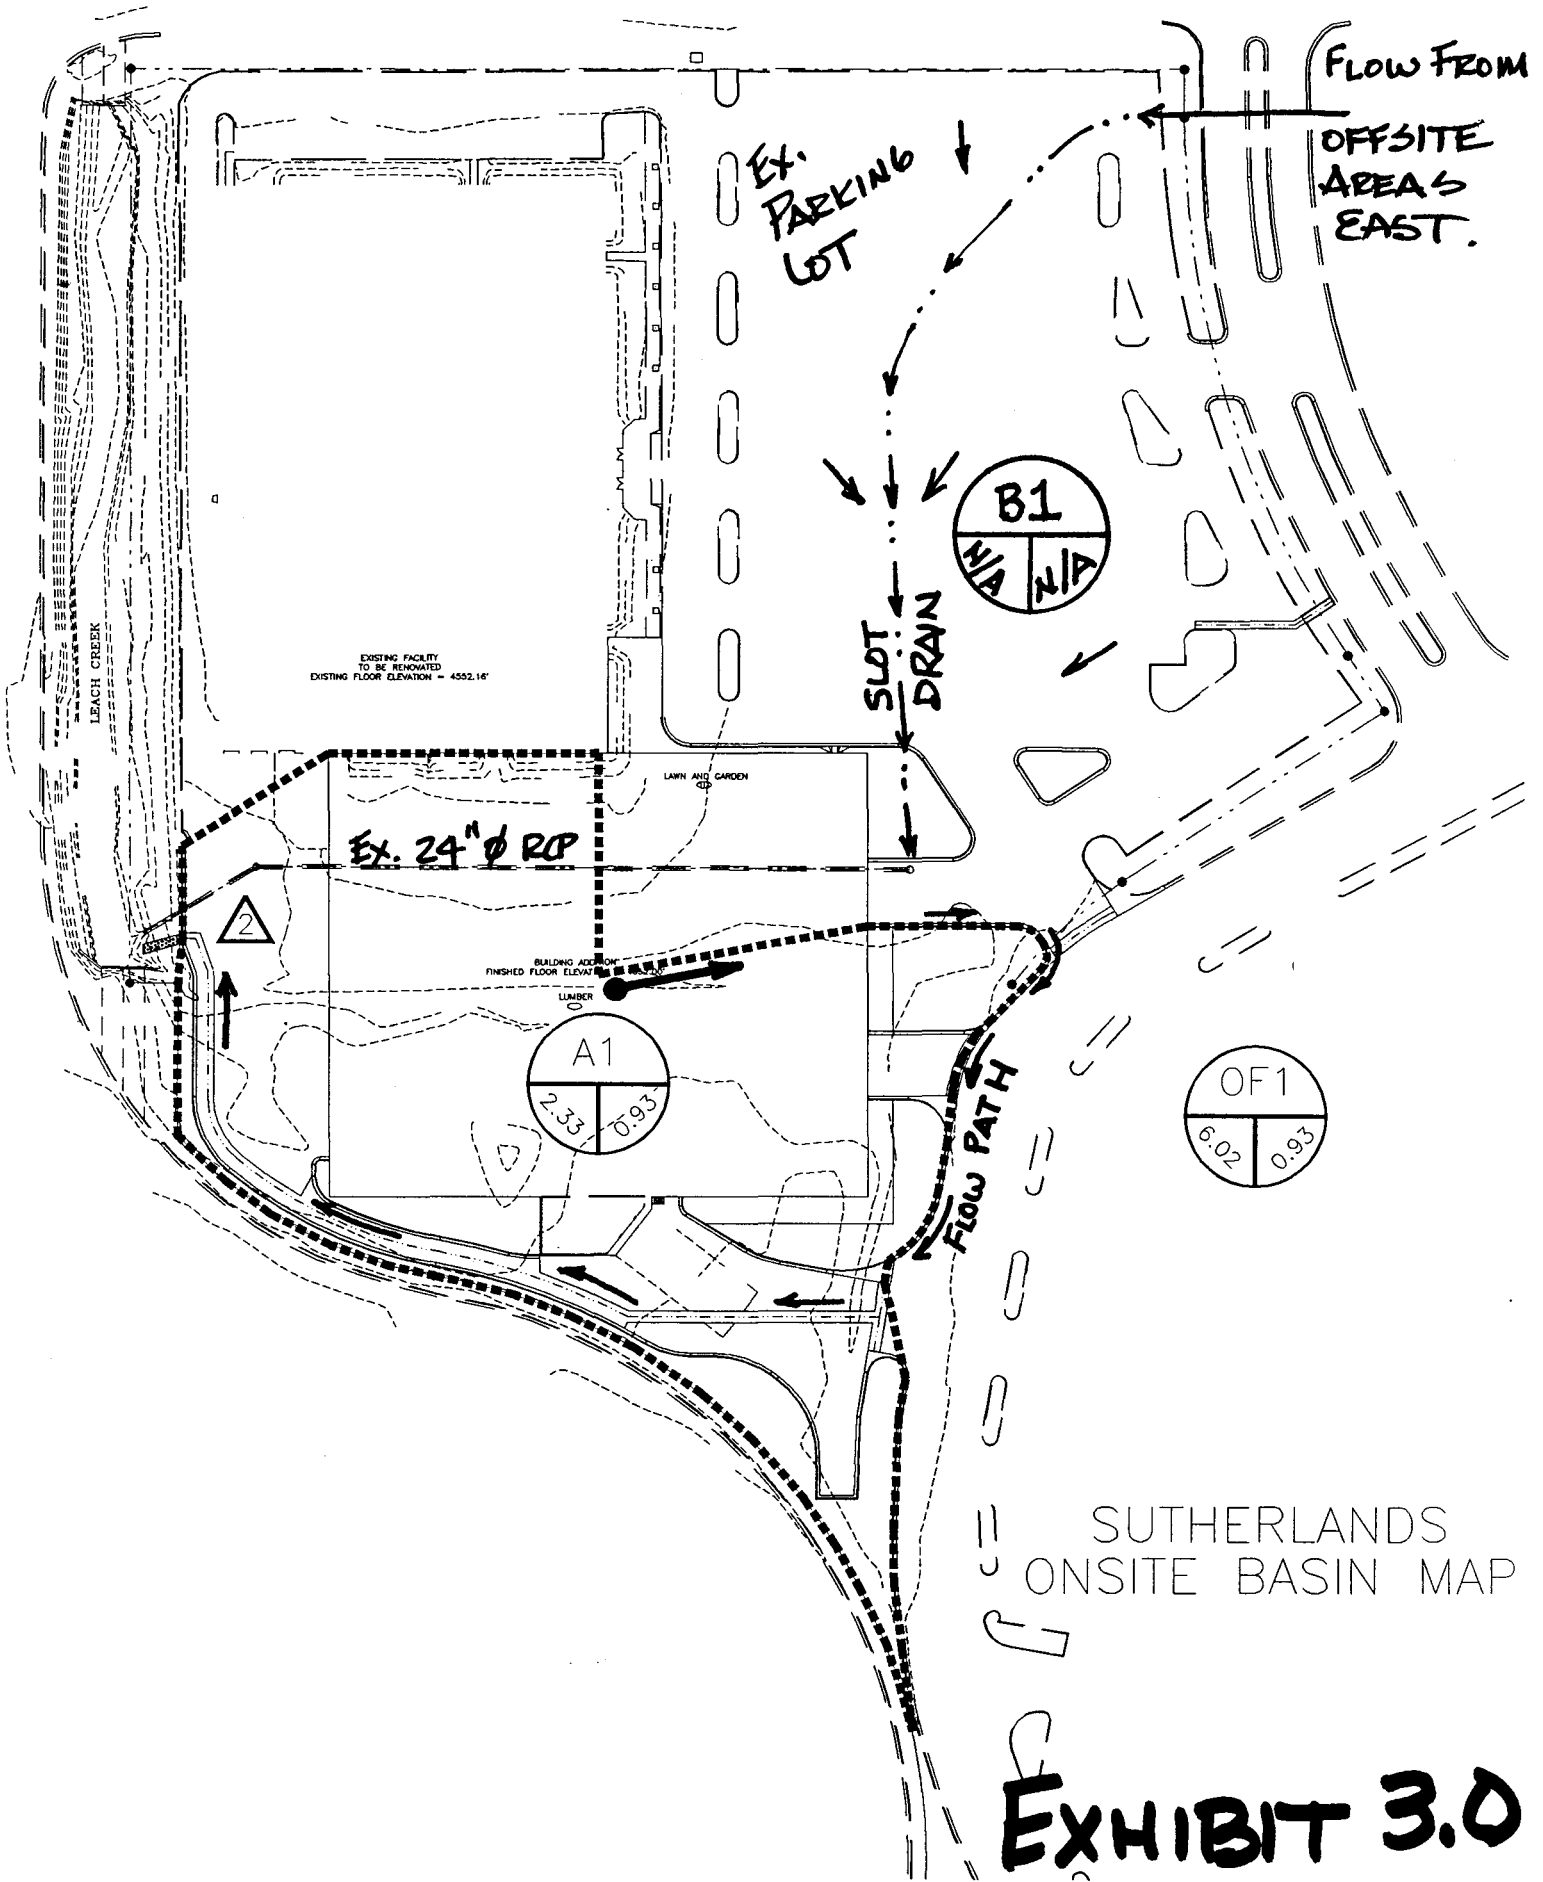 FLOW FROM
OFFSITE
AREAS
EAST.
EX.
PARKING
LOT
B1
N/A
N/A
SLOT
DRAIN
LEACH CREEK
EXISTING FACILITY
TO BE RENOVATED
EXISTING FLOOR ELEVATION = 4552.16'
LAWN AND GARDEN
EX. 24" Ø RCP
2
BUILDING ADDITION
FINISHED FLOOR
LUMBER
A1
2.33
0.93
FLOW PATH
OF1
6.02
0.93
SUTHERLANDS
ONSITE BASIN MAP
EXHIBIT 3.0